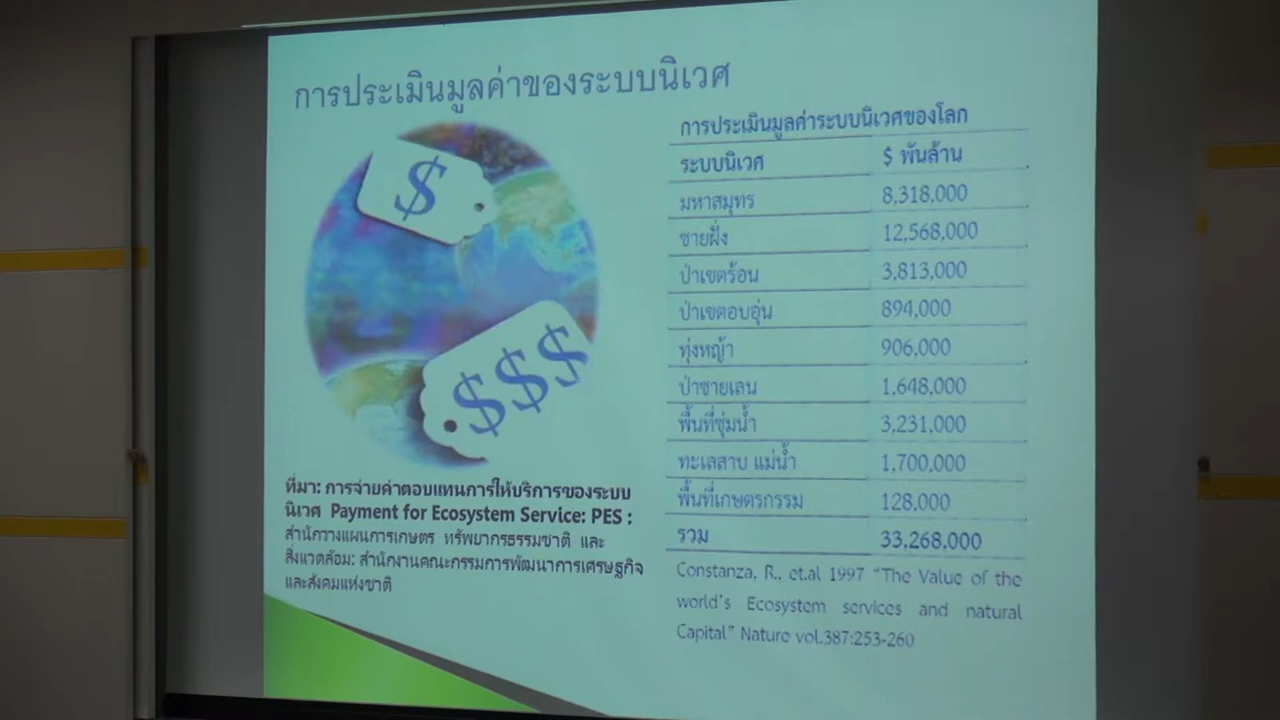 การประเมินมูลค่าของระบบนิเวศ
$
$$$
ที่มา: การจ่ายค่าตอบแทนการให้บริการของระบบ
นิเวศ Payment for Ecosystem Service: PES :
สำนักวางแผนการเกษตร ทรัพยากรธรรมชาติ และ
สิ่งแวดล้อม: สำนักงานคณะกรรมการพัฒนาการเศรษฐกิจ
และสังคมแห่งชาติ
การประเมินมูลค่าระบบนิเวศของโลก
ระบบนิเวศ $ พันล้าน
มหาสมุทร 8,318,000
ชายฝั่ง 12,568,000
ป่าเขตร้อน 3,813,000
ป่าเขตอบอุ่น 894,000
ทุ่งหญ้า 906,000
ป่าชายเลน 1,648,000
พื้นที่ชุ่มน้ำ 3,231,000
ทะเลสาบ แม่น้ำ 1,700,000
พื้นที่เกษตรกรรม 128,000
รวม 33,268,000
Constanza, R., et.al 1997 "The Value of the
world's Ecosystem services and natural
Capital" Nature vol.387:253-260